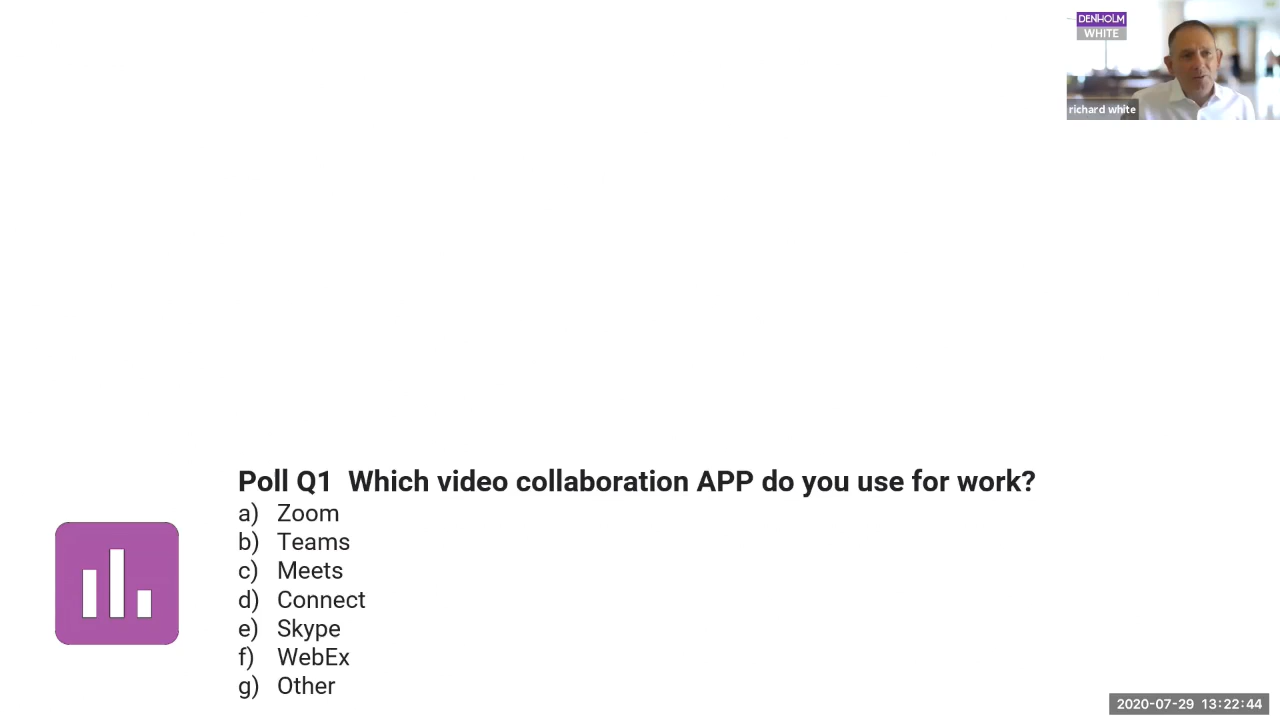 DENHOLM
WHITE
richard white
Poll Q1 Which video collaboration APP do you use for work?
a) Zoom
b) Teams
c) Meets
d) Connect
e) Skype
f) WebEx
g) Other
2020-07-29 13:22:44